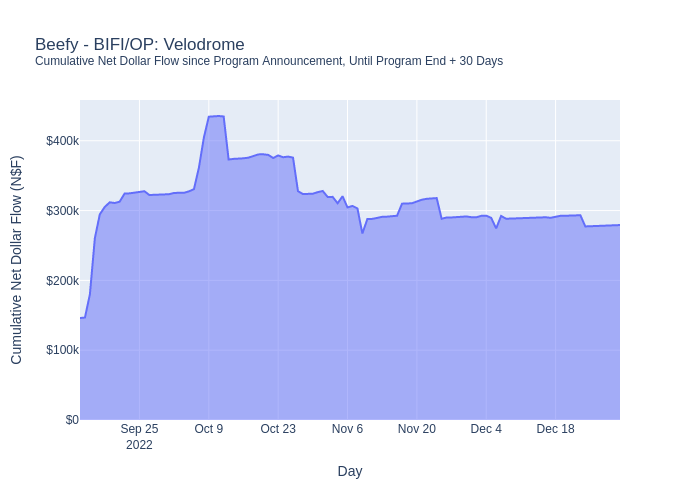 Beefy - BIFI/OP: Velodrome
Cumulative Net Dollar Flow since Program Announcement, Until Program End + 30 Days
Cumulative Net Dollar Flow (N$F)
$400k
$300k
$200k
$100k
$0
Sep 25
2022
Oct 9
Oct 23
Nov 6
Nov 20
Dec 4
Dec 18
Day